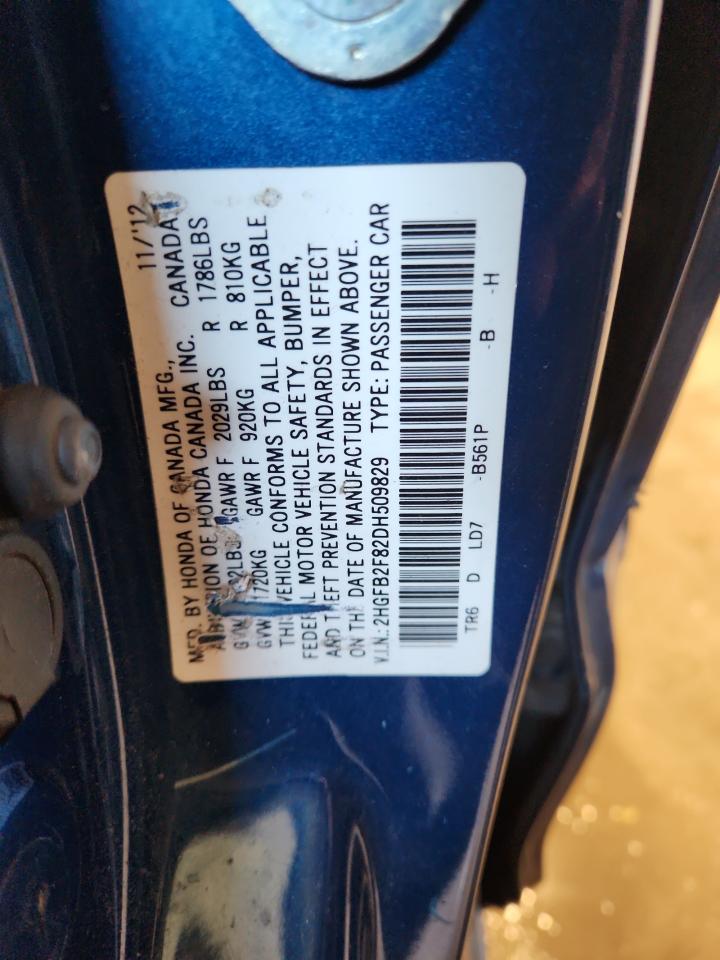 MFD. BY HONDA OF CANADA MFG., 11/'12
A DIVISION OF HONDA CANADA INC. CANADA
GAWR F 2029LBS R 1786LBS
1720KG GAWR F 920KG R 810KG
THIS VEHICLE CONFORMS TO ALL APPLICABLE
FEDERAL MOTOR VEHICLE SAFETY, BUMPER,
AND THEFT PREVENTION STANDARDS IN EFFECT
ON THE DATE OF MANUFACTURE SHOWN ABOVE.
V.I.N.: 2HGFB2F82DH509829 TYPE: PASSENGER CAR
TR6 D LD7 -B561P -B -H